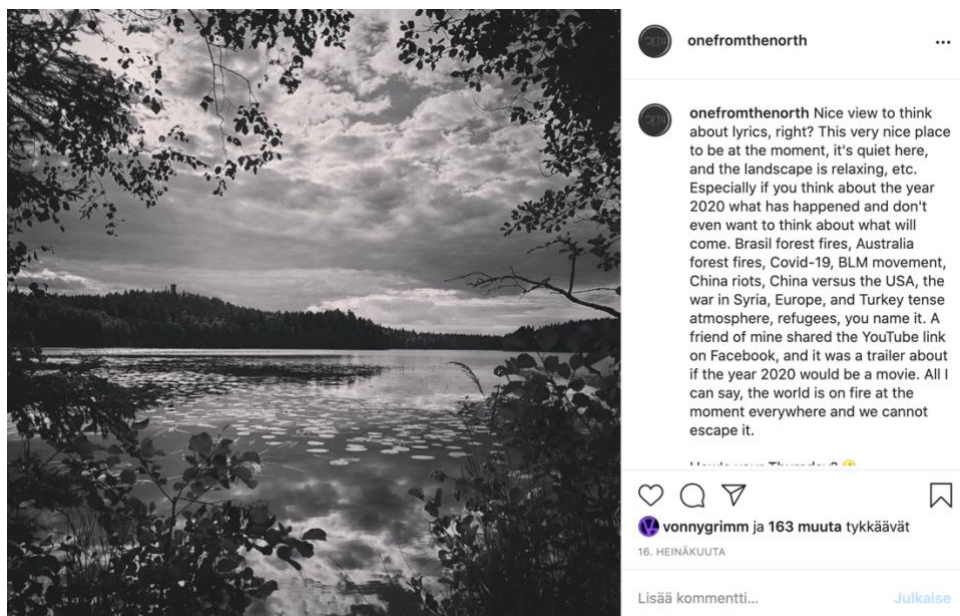 onefromthenorth
onefromthenorth Nice view to think
about lyrics, right? This very nice place
to be at the moment, it's quiet here,
and the landscape is relaxing, etc.
Especially if you think about the year
2020 what has happened and don't
even want to think about what will
come. Brasil forest fires, Australia
forest fires, Covid-19, BLM movement,
China riots, China versus the USA, the
war in Syria, Europe, and Turkey tense
atmosphere, refugees, you name it. A
friend of mine shared the YouTube link
on Facebook, and it was a trailer about
if the year 2020 would be a movie. All I
can say, the world is on fire at the
moment everywhere and we cannot
escape it.
How's your Thursday?
vonnygrimm ja 163 muuta tykkäävät
16. HEINÄKUUTA
Lisää kommentti...
Julkaise